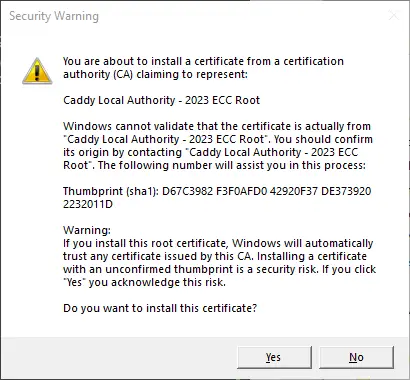 Security Warning
You are about to install a certificate from a certification
authority (CA) claiming to represent:
Caddy Local Authority - 2023 ECC Root
Windows cannot validate that the certificate is actually from
"Caddy Local Authority - 2023 ECC Root". You should confirm
its origin by contacting "Caddy Local Authority - 2023 ECC
Root". The following number will assist you in this process:
Thumbprint (sha1): D67C3982 F3F0AFD0 42920F37 DE373920
2232011D
Warning:
If you install this root certificate, Windows will automatically
trust any certificate issued by this CA. Installing a certificate
with an unconfirmed thumbprint is a security risk. If you click
"Yes" you acknowledge this risk.
Do you want to install this certificate?
Yes
No